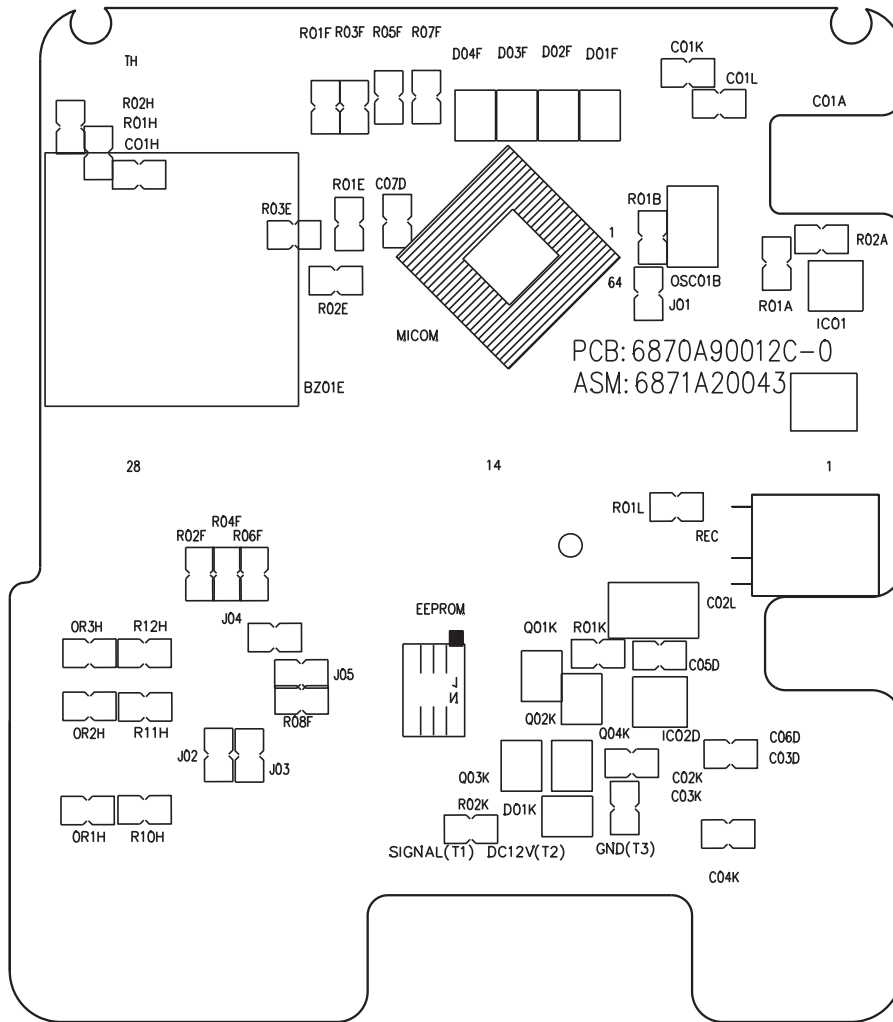 R01F R03F R05F R07F
D04F D03F D02F D01F
C01K
TH
C01L
R02H
C01A
R01H
C01H
R01E C07D
R01B
R03E
1
R02A
64 OSC01B
R02E
J01
R01A IC01
MICOM
PCB:6870A90012C-0
ASM:6871A20043
BZ01E
28 14 1
R01L
REC
R04F
R02F R06F
C02L
EEPROM
J04
OR3H R12H
Q01K R01K
C05D
J05
N L
R08F
Q02K
OR2H R11H
IC02D
Q04K
C06D
J02
J03
C03D
Q03K
C02K
C03K
R02K D01K
OR1H R10H
SIGNAL(T1) DC12V(T2) GND(T3)
C04K